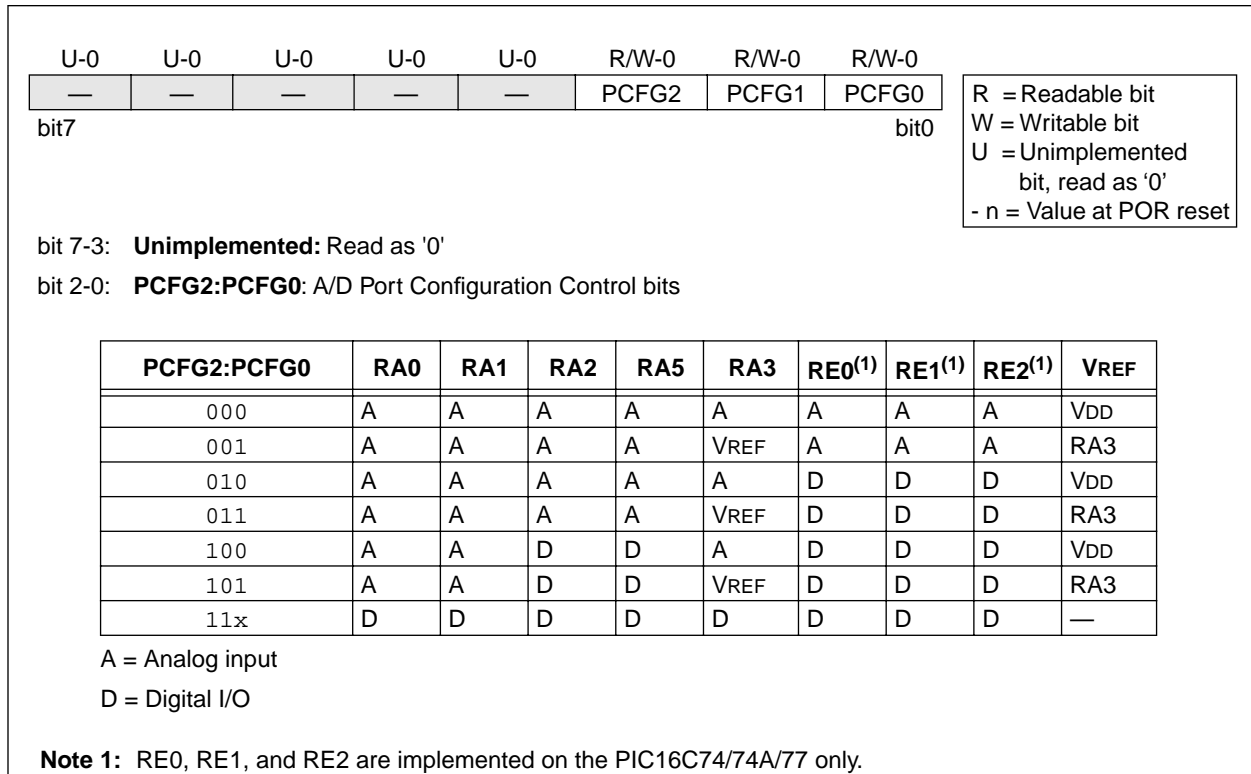 U-0 U-0 U-0 U-0 U-0 R/W-0 R/W-0 R/W-0
— — — — — PCFG2 PCFG1 PCFG0
bit7 bit0
R = Readable bit
W = Writable bit
U = Unimplemented
bit, read as ‘0’
- n = Value at POR reset
bit 7-3: Unimplemented: Read as '0'
bit 2-0: PCFG2:PCFG0: A/D Port Configuration Control bits
PCFG2:PCFG0 RA0 RA1 RA2 RA5 RA3 RE0(1) RE1(1) RE2(1) VREF
000 A A A A A A A A VDD
001 A A A A VREF A A A RA3
010 A A A A A D D D VDD
011 A A A A VREF D D D RA3
100 A A D D A D D D VDD
101 A A D D VREF D D D RA3
11x D D D D D D D D —
A = Analog input
D = Digital I/O
Note 1: RE0, RE1, and RE2 are implemented on the PIC16C74/74A/77 only.